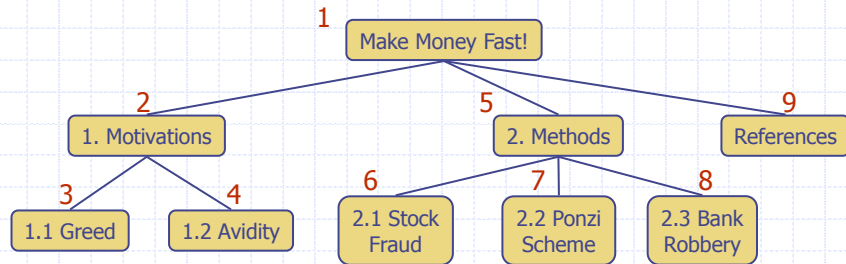 1
Make Money Fast!
2
5
9
1. Motivations
2. Methods
References
3
4
6
7
8
1.1 Greed
1.2 Avidity
2.1 Stock
Fraud
2.2 Ponzi
Scheme
2.3 Bank
Robbery